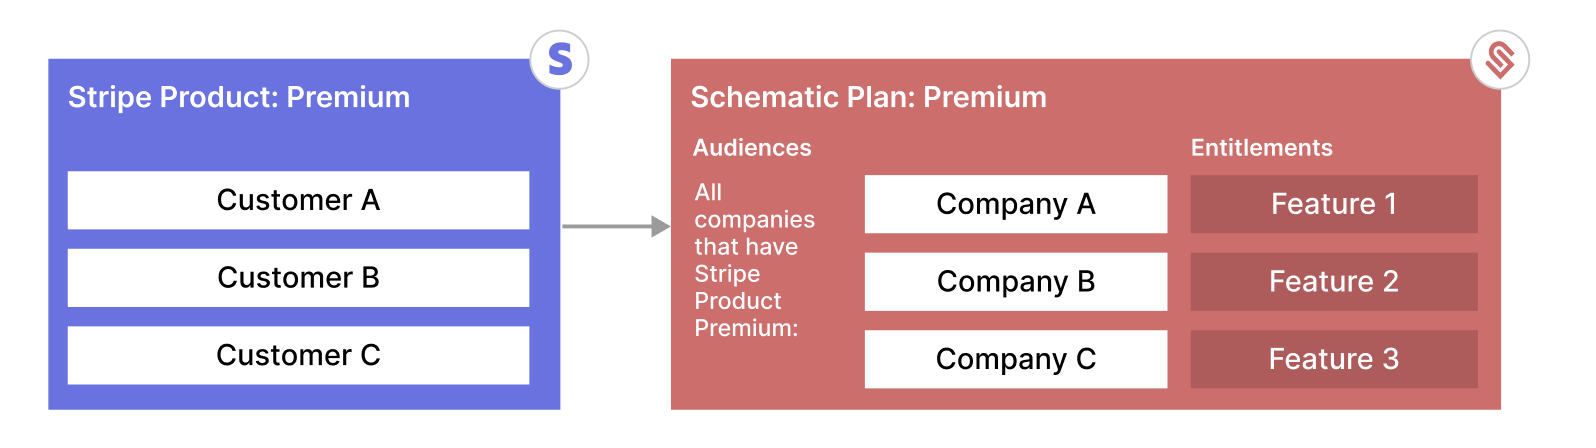 S
Stripe Product: Premium
Customer A
Customer B
Customer C
Schematic Plan: Premium
Audiences
All
companies
that have
Stripe
Product
Premium:
Company A
Company B
Company C
Entitlements
Feature 1
Feature 2
Feature 3